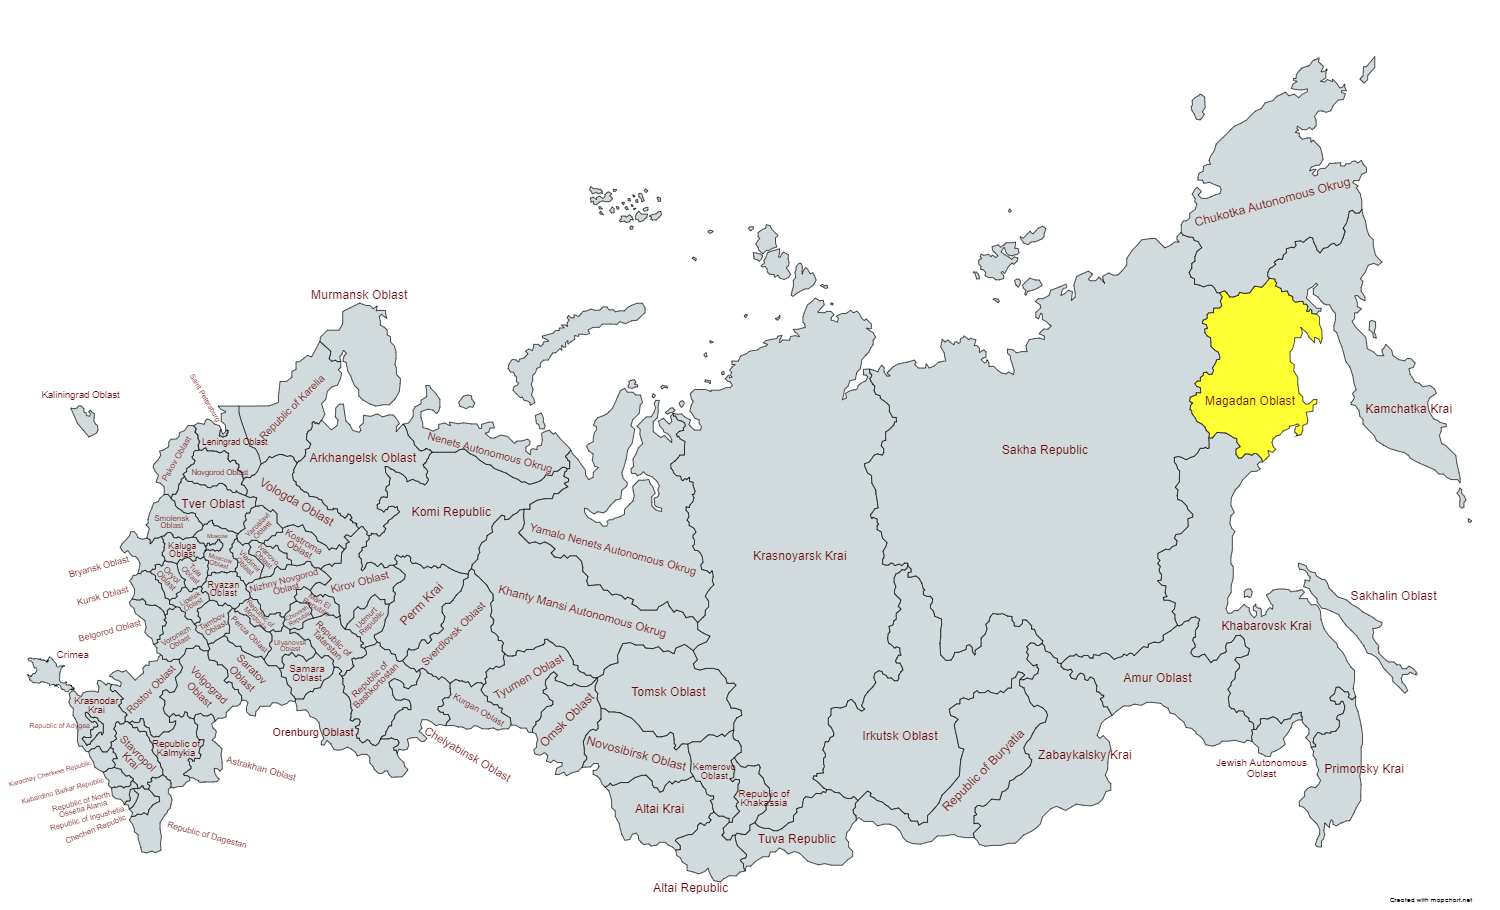 Chukotka Autonomous Okrug
Murmansk Oblast
Kaliningrad Oblast
Saint Petersburg
Republic of Karelia
Magadan Oblast
Kamchatka Krai
Leningrad Oblast
Pskov Oblast
Nenets Autonomous Okrug
Arkhangelsk Oblast
Sakha Republic
Novgorod Oblast
Vologda Oblast
Tver Oblast
Komi Republic
Smolensk
Oblast
Yaroslavl
Oblast
Kostroma
Oblast
Moscow
Yamalo Nenets Autonomous Okrug
Kaluga
Oblast
Ivanovo
Oblast
Vladimir
Oblast
Moscow
Oblast
Krasnoyarsk Krai
Bryansk Oblast
Oryol
Oblast
Tula
Oblast
Ryazan
Oblast
Nizhny Novgorod
Oblast
Kirov Oblast
Perm Krai
Kursk Oblast
Lipetsk
Oblast
Mari El
Republic
Chuvash
Republic
Republic of
Mordovia
Udmurt
Republic
Khanty Mansi Autonomous Okrug
Sakhalin Oblast
Belgorod Oblast
Voronezh
Oblast
Tambov
Oblast
Penza Oblast
Ulyanovsk
Oblast
Republic of
Tatarstan
Sverdlovsk Oblast
Khabarovsk Krai
Crimea
Rostov Oblast
Volgograd
Oblast
Saratov
Oblast
Samara
Oblast
Republic of
Bashkortostan
Tyumen Oblast
Tomsk Oblast
Amur Oblast
Krasnodar
Krai
Kurgan Oblast
Omsk Oblast
Republic of Adygea
Orenburg Oblast
Irkutsk Oblast
Stavropol
Krai
Republic of
Kalmykia
Chelyabinsk Oblast
Novosibirsk Oblast
Republic of Buryatia
Zabaykalsky Krai
Astrakhan Oblast
Kemerovo
Oblast
Jewish Autonomous
Oblast
Primorsky Krai
Karachay Cherkess Republic
Kabardino Balkar Republic
Republic of North
Ossetia Alania
Republic of Ingushetia
Chechen Republic
Republic of Dagestan
Altai Krai
Republic of
Khakassia
Tuva Republic
Altai Republic
Created with mapchart.net